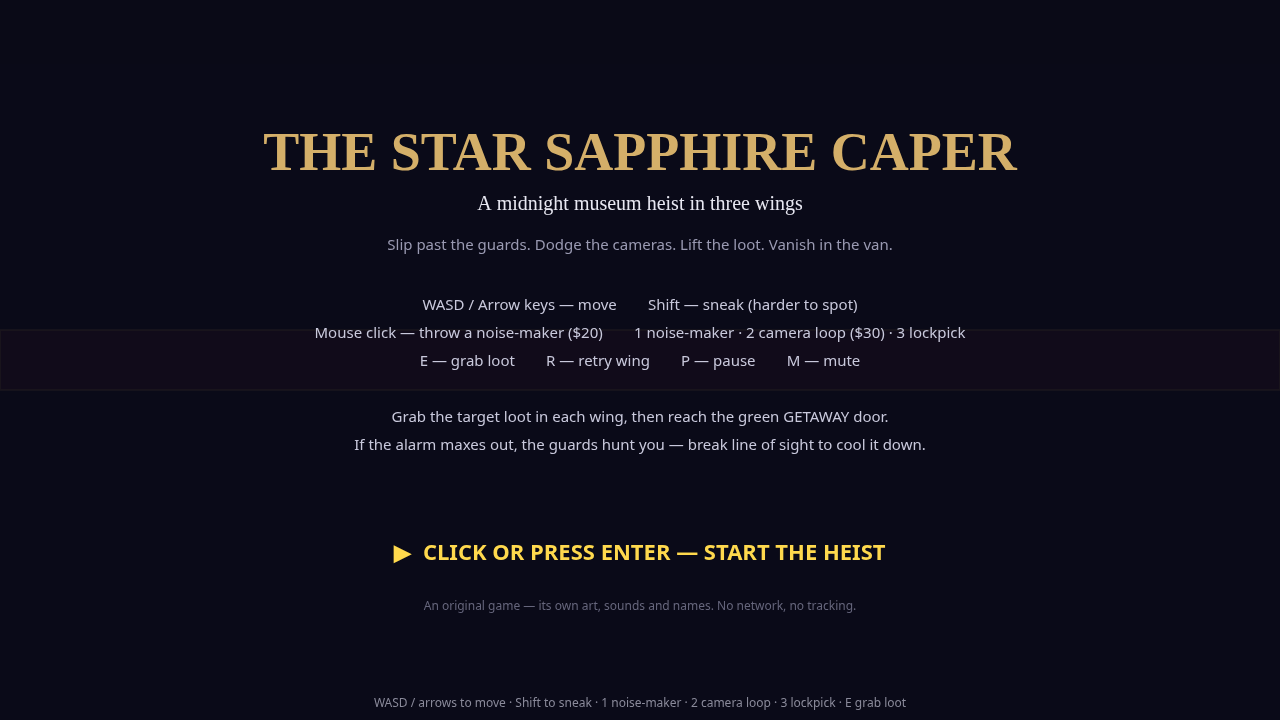 THE STAR SAPPHIRE CAPER
A midnight museum heist in three wings
Slip past the guards. Dodge the cameras. Lift the loot. Vanish in the van.
WASD / Arrow keys — move Shift — sneak (harder to spot)
Mouse click — throw a noise-maker ($20) 1 noise-maker · 2 camera loop ($30) · 3 lockpick
E — grab loot R — retry wing P — pause M — mute
Grab the target loot in each wing, then reach the green GETAWAY door.
If the alarm maxes out, the guards hunt you — break line of sight to cool it down.
▶ CLICK OR PRESS ENTER — START THE HEIST
An original game — its own art, sounds and names. No network, no tracking.
WASD / arrows to move · Shift to sneak · 1 noise-maker · 2 camera loop · 3 lockpick · E grab loot